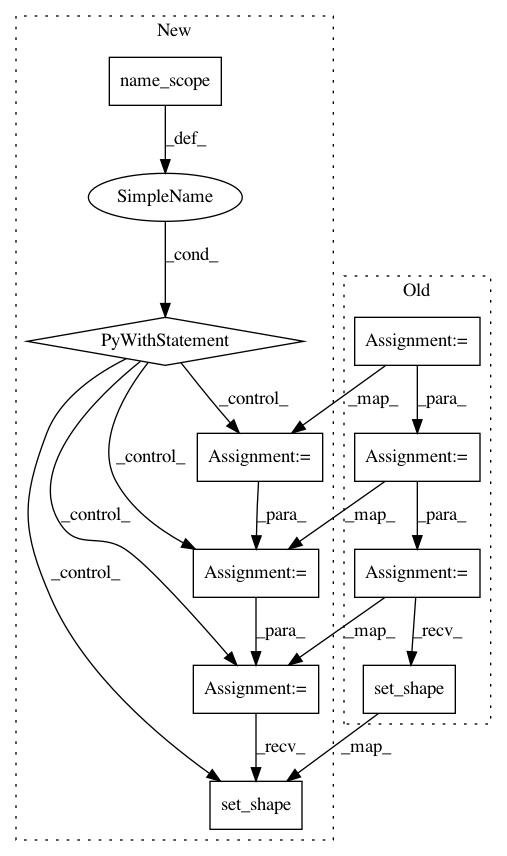 New
name_scope
_def_
SimpleName
_cond_
Old
PyWithStatement
Assignment:=
_control_
_map_
_para_
Assignment:=
Assignment:=
_control_
_para_
_map_
_para_
_control_
Assignment:=
Assignment:=
_control_
_para_
_map_
_recv_
Assignment:=
set_shape
_recv_
_map_
set_shape